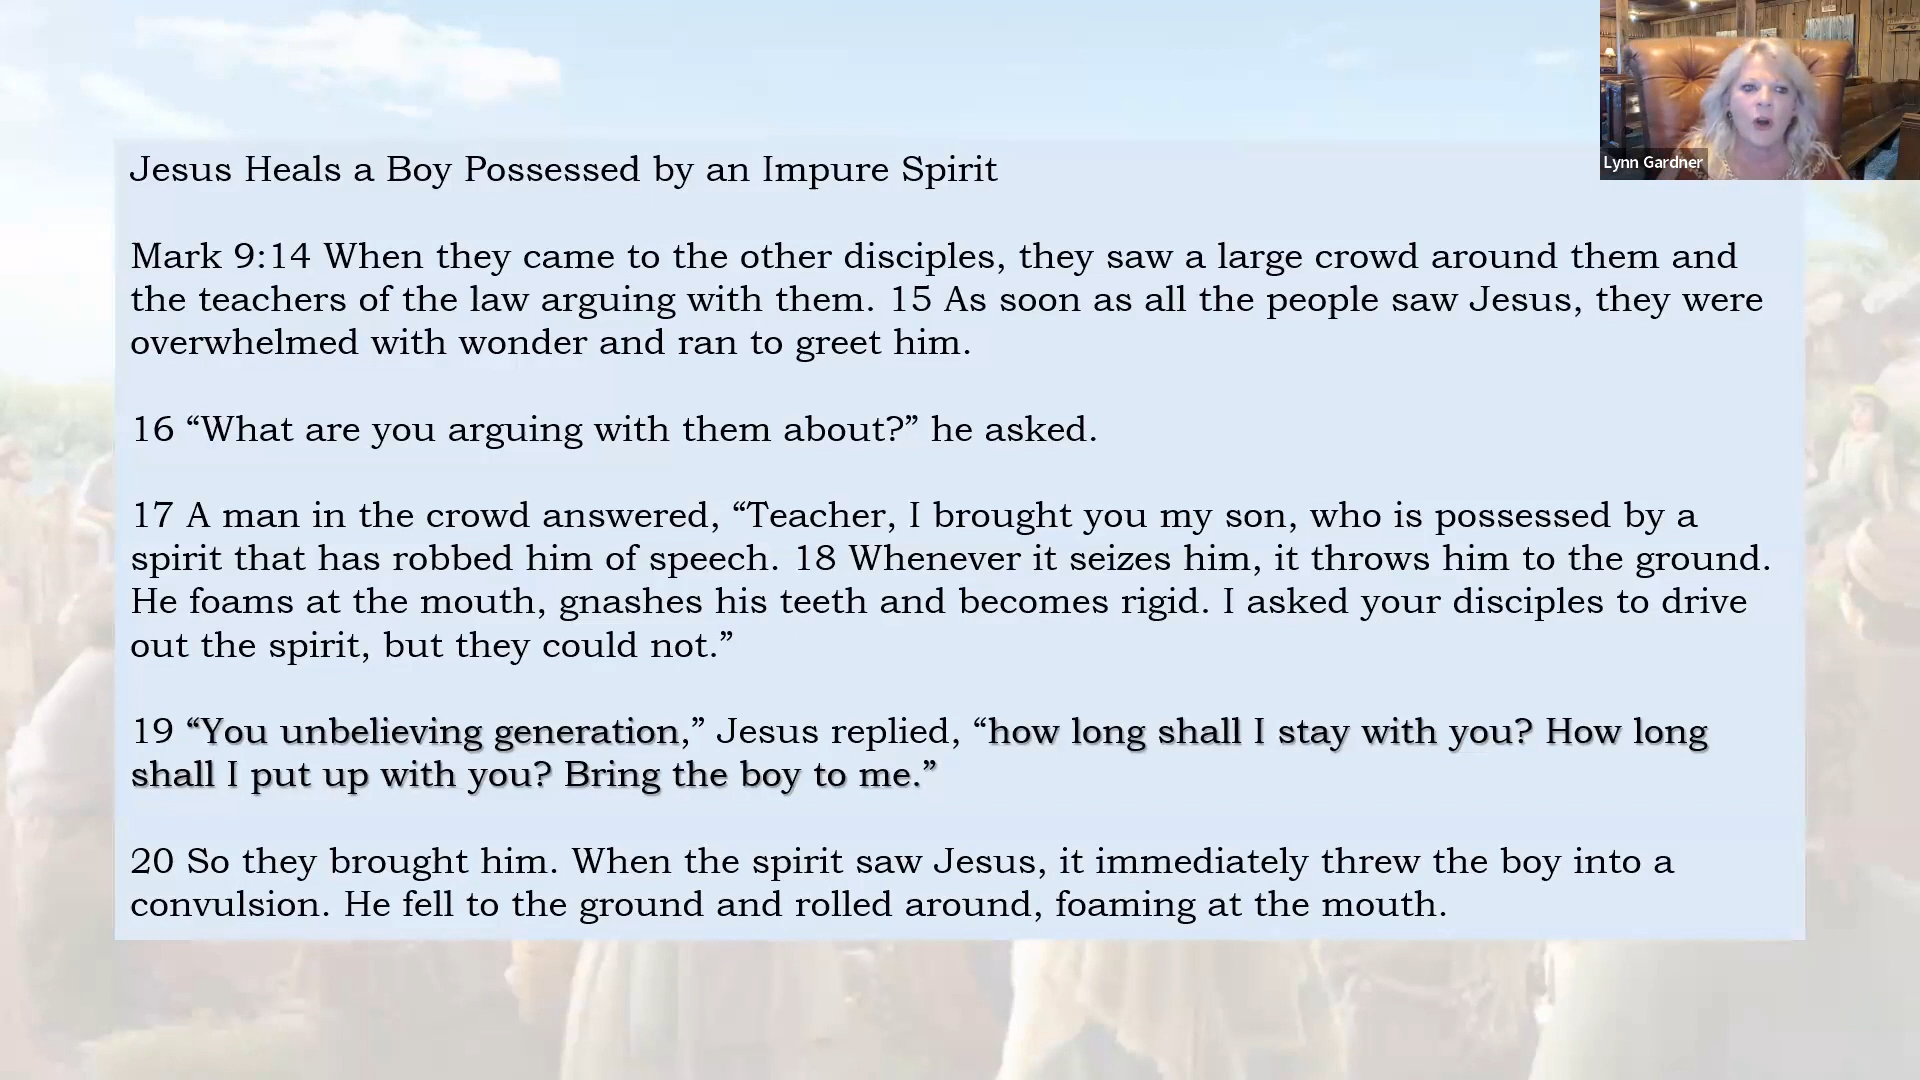 Lynn Gardner
Jesus Heals a Boy Possessed by an Impure Spirit
Mark 9:14 When they came to the other disciples, they saw a large crowd around them and
the teachers of the law arguing with them. 15 As soon as all the people saw Jesus, they were
overwhelmed with wonder and ran to greet him.
16 “What are you arguing with them about?” he asked.
17 A man in the crowd answered, “Teacher, I brought you my son, who is possessed by a
spirit that has robbed him of speech. 18 Whenever it seizes him, it throws him to the ground.
He foams at the mouth, gnashes his teeth and becomes rigid. I asked your disciples to drive
out the spirit, but they could not.”
19 “You unbelieving generation,” Jesus replied, “how long shall I stay with you? How long
shall I put up with you? Bring the boy to me.”
20 So they brought him. When the spirit saw Jesus, it immediately threw the boy into a
convulsion. He fell to the ground and rolled around, foaming at the mouth.